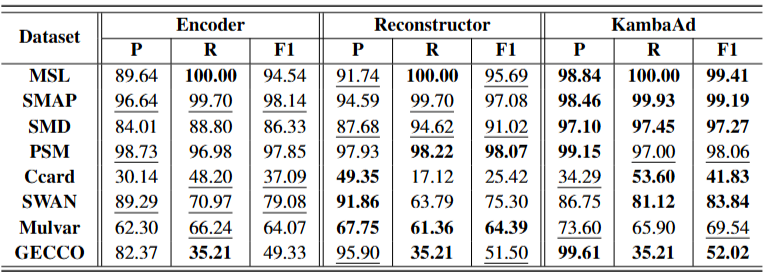 Dataset Encoder Reconstructor KambaAd
P R F1 P R F1 P R F1
MSL 89.64 100.00 94.54 91.74 100.00 95.69 98.84 100.00 99.41
SMAP 96.64 99.70 98.14 94.59 99.70 97.08 98.46 99.93 99.19
SMD 84.01 88.80 86.33 87.68 94.62 91.02 97.10 97.45 97.27
PSM 98.73 96.98 97.85 97.93 98.22 98.07 99.15 97.00 98.06
Ccard 30.14 48.20 37.09 49.35 17.12 25.42 34.29 53.60 41.83
SWAN 89.29 70.97 79.08 91.86 63.79 75.30 86.75 81.12 83.84
Mulvar 62.30 66.24 64.07 67.75 61.36 64.39 73.60 65.90 69.54
GECCO 82.37 35.21 49.33 95.90 35.21 51.50 99.61 35.21 52.02